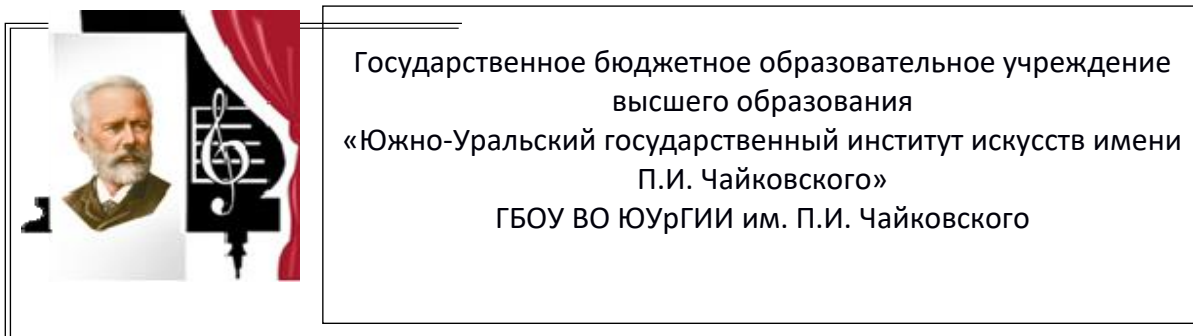 Государственное бюджетное образовательное учреждение
высшего образования
«Южно-Уральский государственный институт искусств имени
П.И. Чайковского»
ГБОУ ВО ЮУрГИИ им. П.И. Чайковского